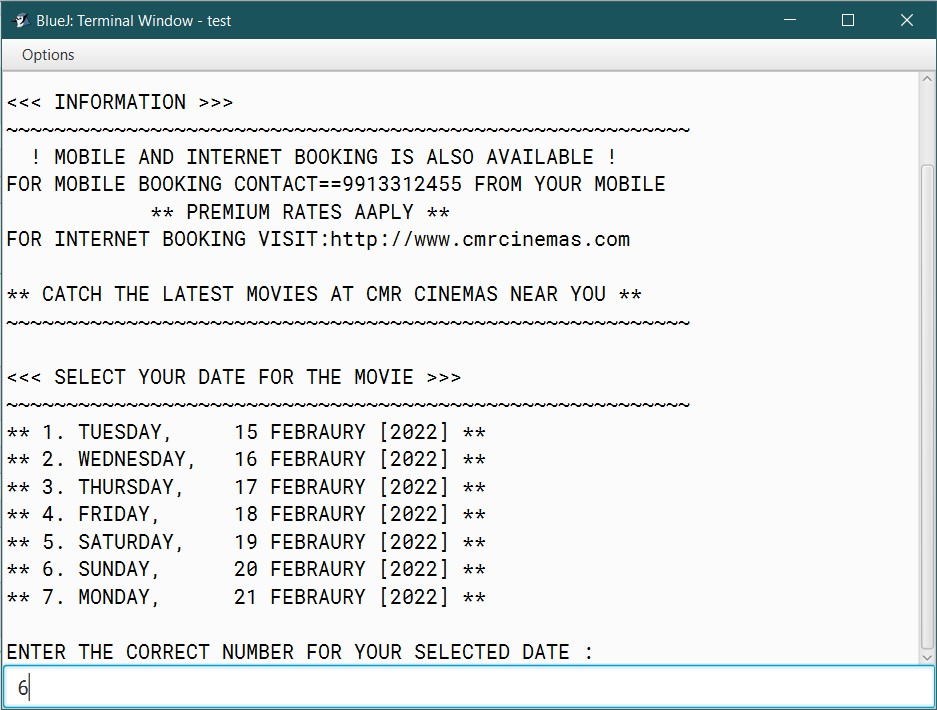 BlueJ: Terminal Window - test
Options
<<< INFORMATION >>>
~~~~~~~~~~~~~~~~~~~~~~~~~~~~~~~~~~~~~~~~~~~~~~~~~~~~~~~~~
! MOBILE AND INTERNET BOOKING IS ALSO AVAILABLE !
FOR MOBILE BOOKING CONTACT==9913312455 FROM YOUR MOBILE
** PREMIUM RATES AAPLY **
FOR INTERNET BOOKING VISIT:http://www.cmrcinemas.com
** CATCH THE LATEST MOVIES AT CMR CINEMAS NEAR YOU **
~~~~~~~~~~~~~~~~~~~~~~~~~~~~~~~~~~~~~~~~~~~~~~~~~~~~~~~~~
<<< SELECT YOUR DATE FOR THE MOVIE >>>
~~~~~~~~~~~~~~~~~~~~~~~~~~~~~~~~~~~~~~~~~~~~~~~~~~~~~~~~~
** 1. TUESDAY,     15 FEBRAURY [2022] **
** 2. WEDNESDAY,   16 FEBRAURY [2022] **
** 3. THURSDAY,    17 FEBRAURY [2022] **
** 4. FRIDAY,      18 FEBRAURY [2022] **
** 5. SATURDAY,    19 FEBRAURY [2022] **
** 6. SUNDAY,      20 FEBRAURY [2022] **
** 7. MONDAY,      21 FEBRAURY [2022] **
ENTER THE CORRECT NUMBER FOR YOUR SELECTED DATE :
6